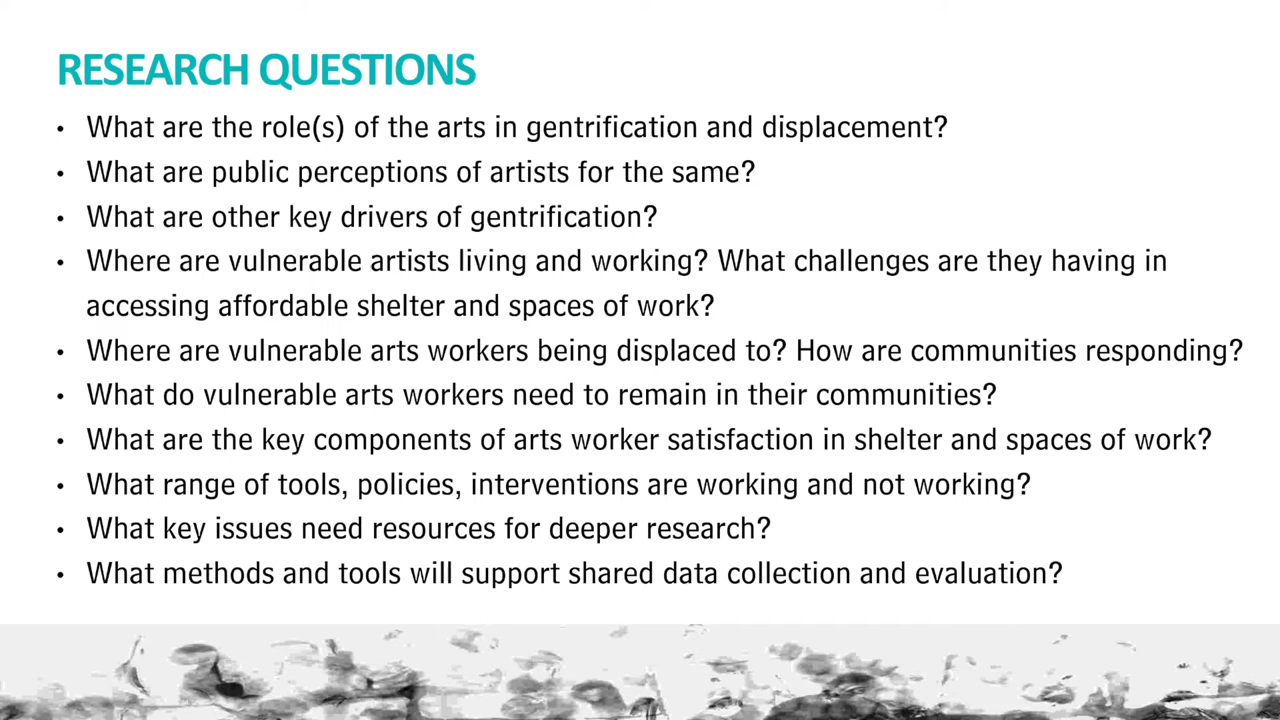 RESEARCH QUESTIONS
• What are the role(s) of the arts in gentrification and displacement?
• What are public perceptions of artists for the same?
• What are other key drivers of gentrification?
• Where are vulnerable artists living and working? What challenges are they having in
accessing affordable shelter and spaces of work?
• Where are vulnerable arts workers being displaced to? How are communities responding?
• What do vulnerable arts workers need to remain in their communities?
• What are the key components of arts worker satisfaction in shelter and spaces of work?
• What range of tools, policies, interventions are working and not working?
• What key issues need resources for deeper research?
• What methods and tools will support shared data collection and evaluation?